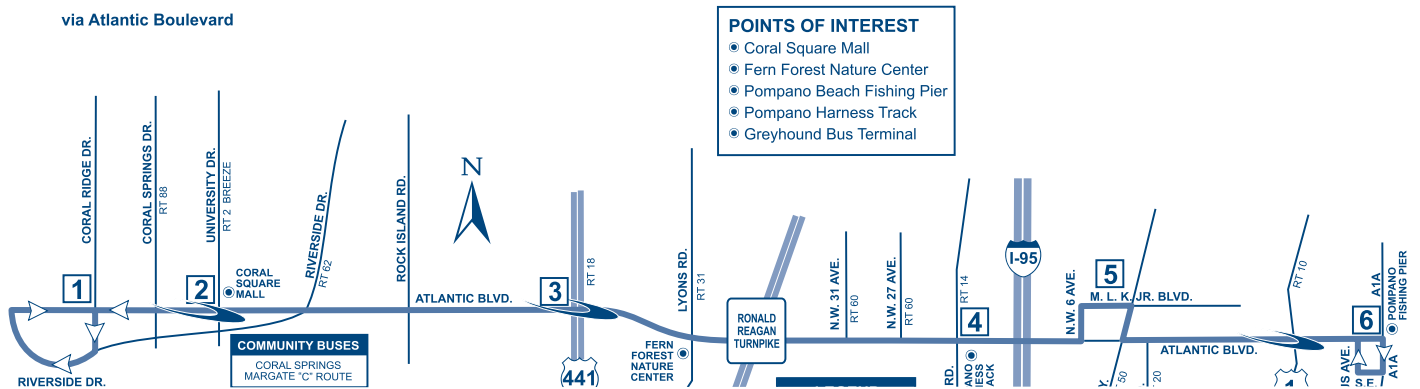 via Atlantic Boulevard
POINTS OF INTEREST
Coral Square Mall
Fern Forest Nature Center
Pompano Beach Fishing Pier
Pompano Harness Track
Greyhound Bus Terminal
CORAL RIDGE DR.
CORAL SPRINGS DR.
RT 88
UNIVERSITY DR.
RT 2 BREEZE
RIVERSIDE DR.
RT 62
ROCK ISLAND RD.
N
RT 18
LYONS RD.
RT 31
N.W. 31 AVE.
RT 60
N.W. 27 AVE.
RT 60
RT 14
RD.
I-95
N.W. 6 AVE.
RT 10
A1A
POMPANO
FISHING PIER
1
2
CORAL
SQUARE
MALL
3
4
5
6
ATLANTIC BLVD.
M. L. K. JR. BLVD.
RONALD
REAGAN
TURNPIKE
COMMUNITY BUSES
CORAL SPRINGS
MARGATE "C" ROUTE
FERN
FOREST
NATURE
CENTER
ATLANTIC BLVD.
RIVERSIDE DR.
441
A1A
S.E.